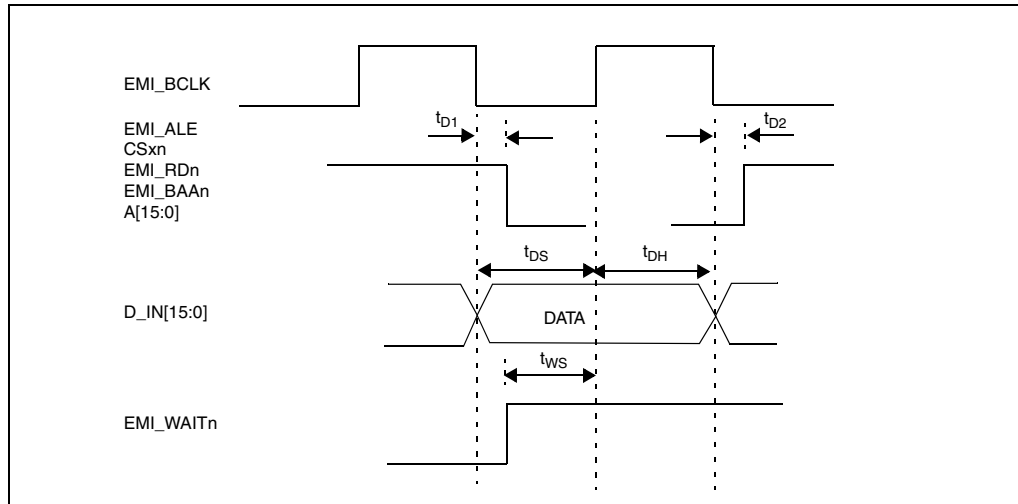 EMI_BCLK
tD1
tD2
EMI_ALE
CSxn
EMI_RDn
EMI_BAAn
A[15:0]
tDS
tDH
D_IN[15:0]
DATA
tWS
EMI_WAITn